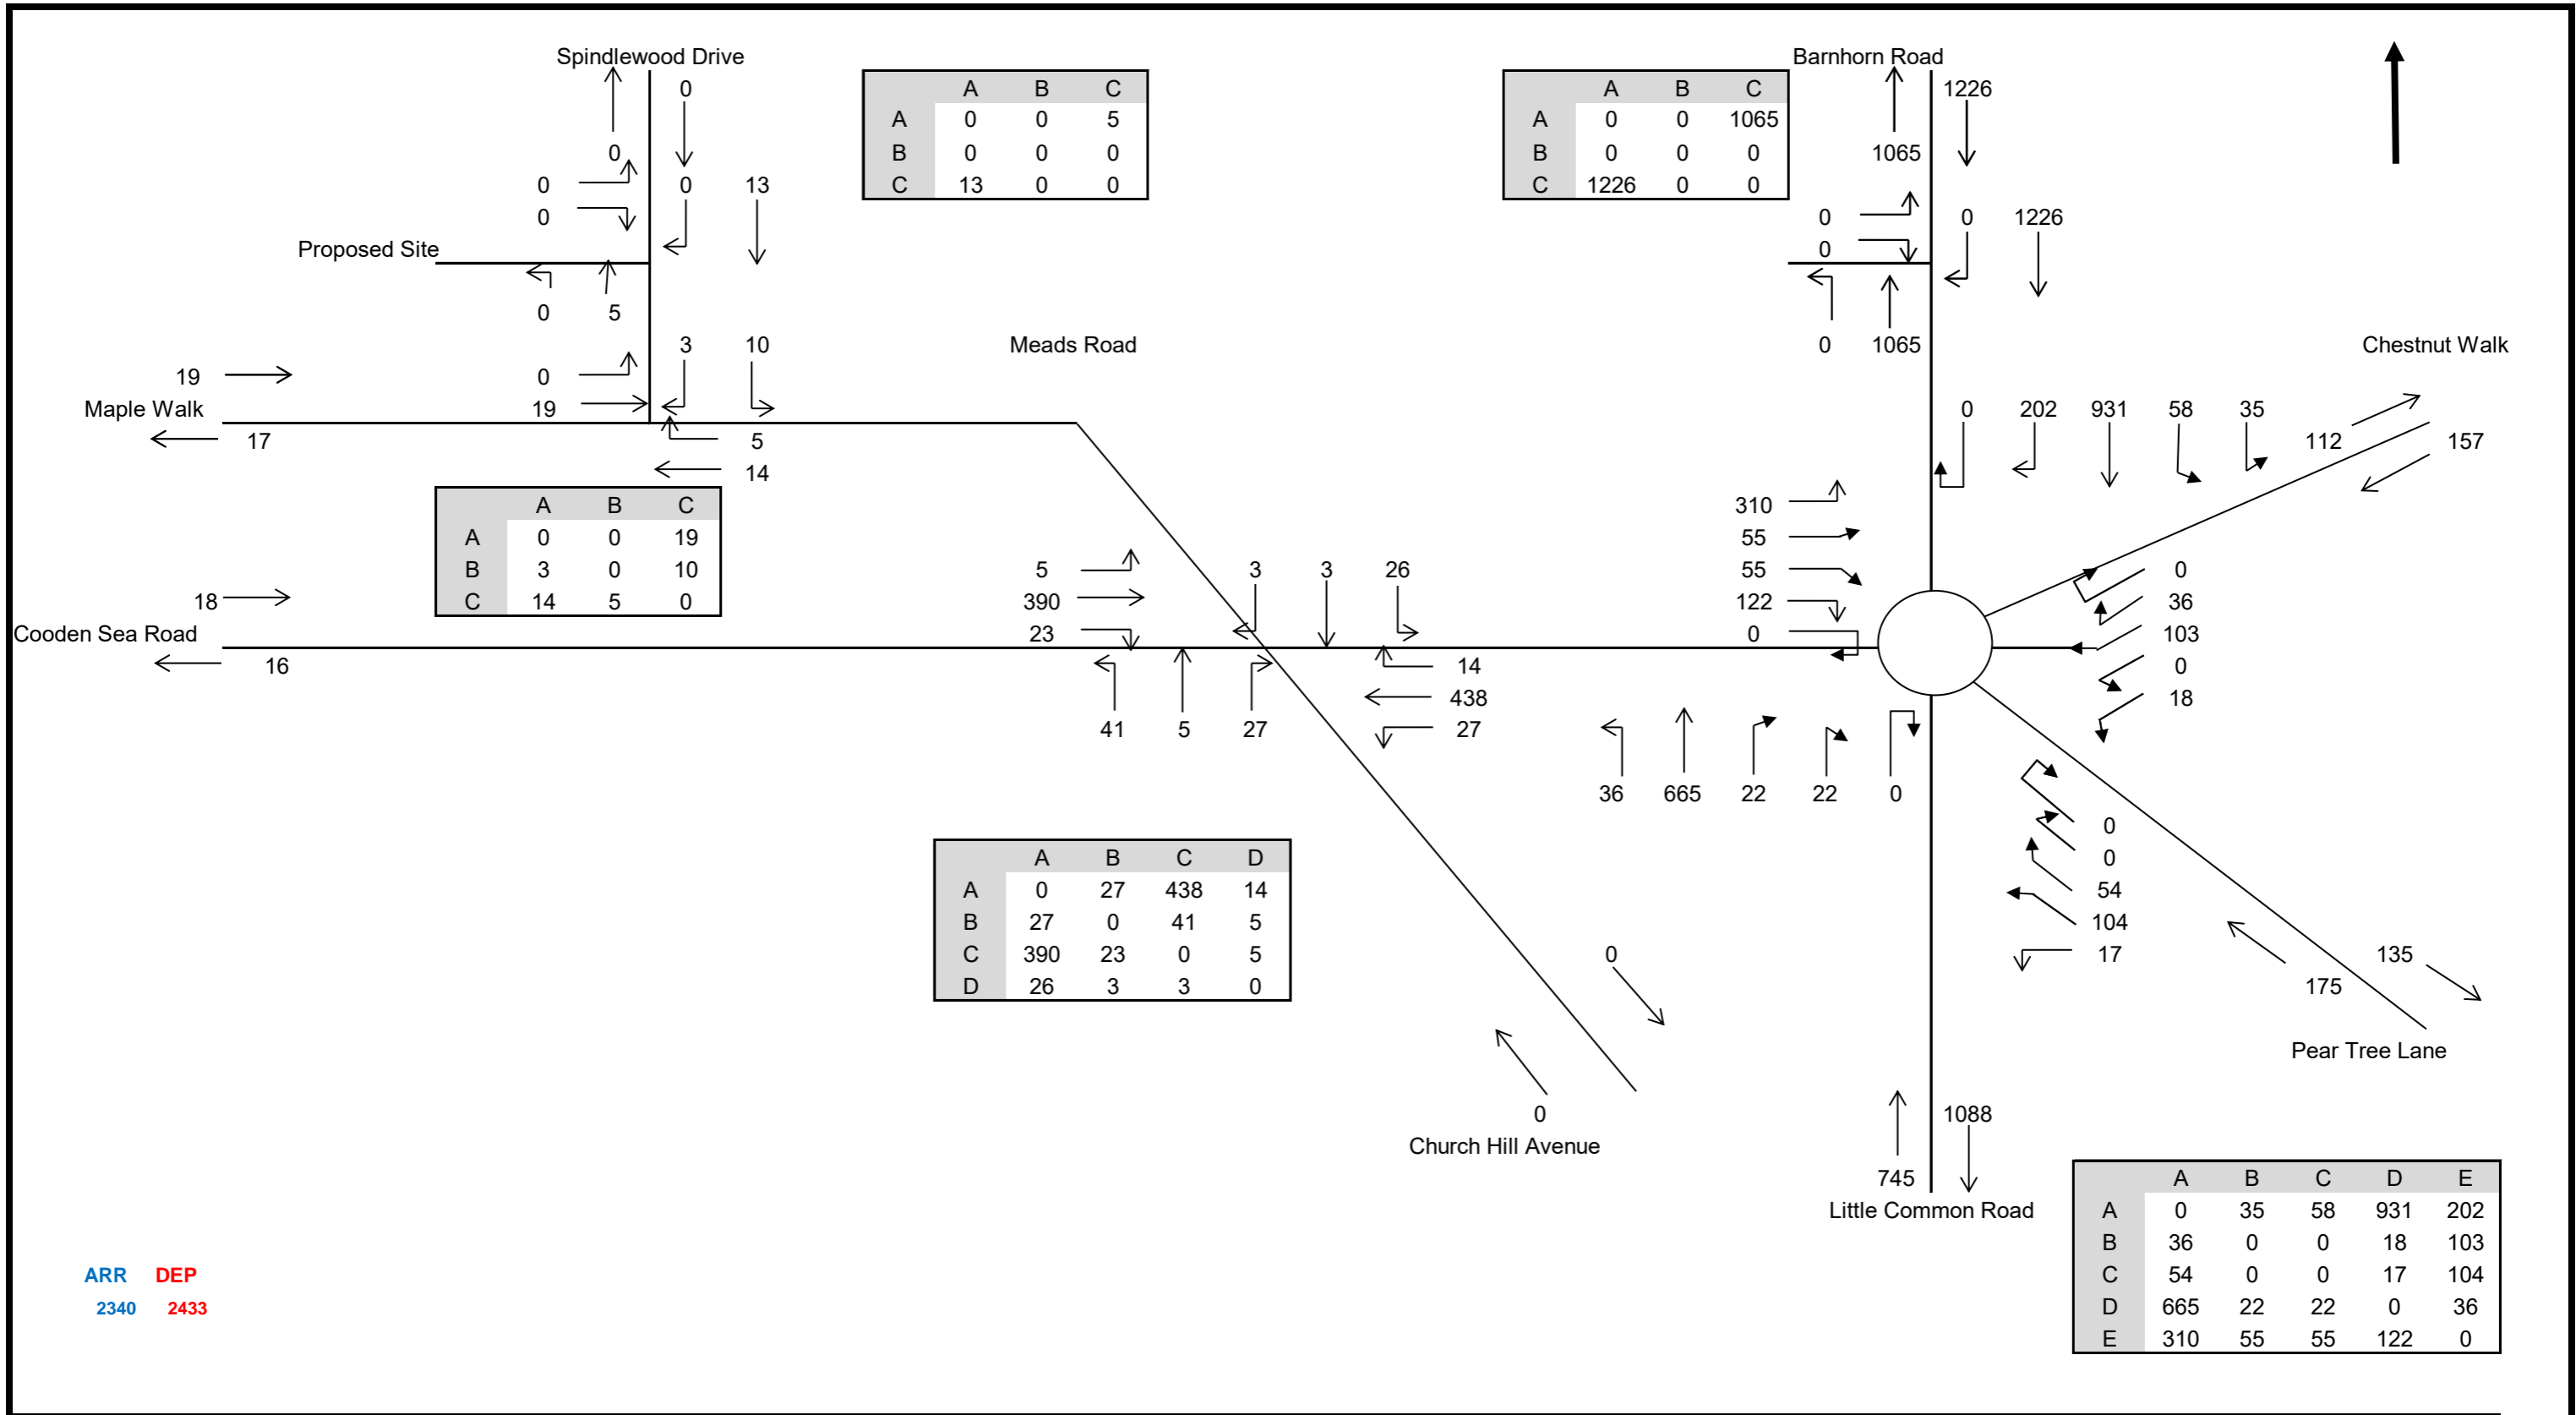 Spindlewood Drive
Barnhorn Road
0
1226
A B C
A 0 0 5
B 0 0 0
C 13 0 0
A B C
A 0 0 1065
B 0 0 0
C 1226 0 0
0
1065
0
0 13
0
0 1226
0
0
Proposed Site
0 5
0 1065
3 10
Meads Road
Chestnut Walk
19
0
Maple Walk
19
0 202 931 58 35
17
5
112
157
14
A B C
A 0 0 19
B 3 0 10
C 14 5 0
310
55
55
122
0
5
390
23
3 3 26
0
36
103
0
18
18
Cooden Sea Road
16
14
438
27
41 5 27
36 665 22 22 0
0
0
54
104
17
A B C D
A 0 27 438 14
B 27 0 41 5
C 390 23 0 5
D 26 3 3 0
0
135
175
Pear Tree Lane
0
Church Hill Avenue
1088
745
Little Common Road
A B C D E
A 0 35 58 931 202
B 36 0 0 18 103
C 54 0 0 17 104
D 665 22 22 0 36
E 310 55 55 122 0
ARR DEP
2340 2433